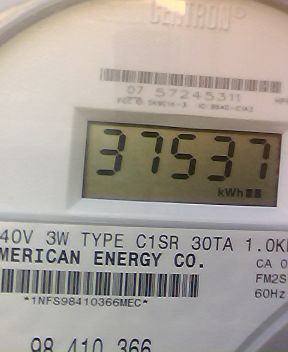 CENTRON®
07 57245311
37537
kWh
40V 3W TYPE C1SR 30TA 1.0K
MERICAN ENERGY CO.
CA 0
FM2S
60Hz
*1NFS98410366MEC*
98 410 366